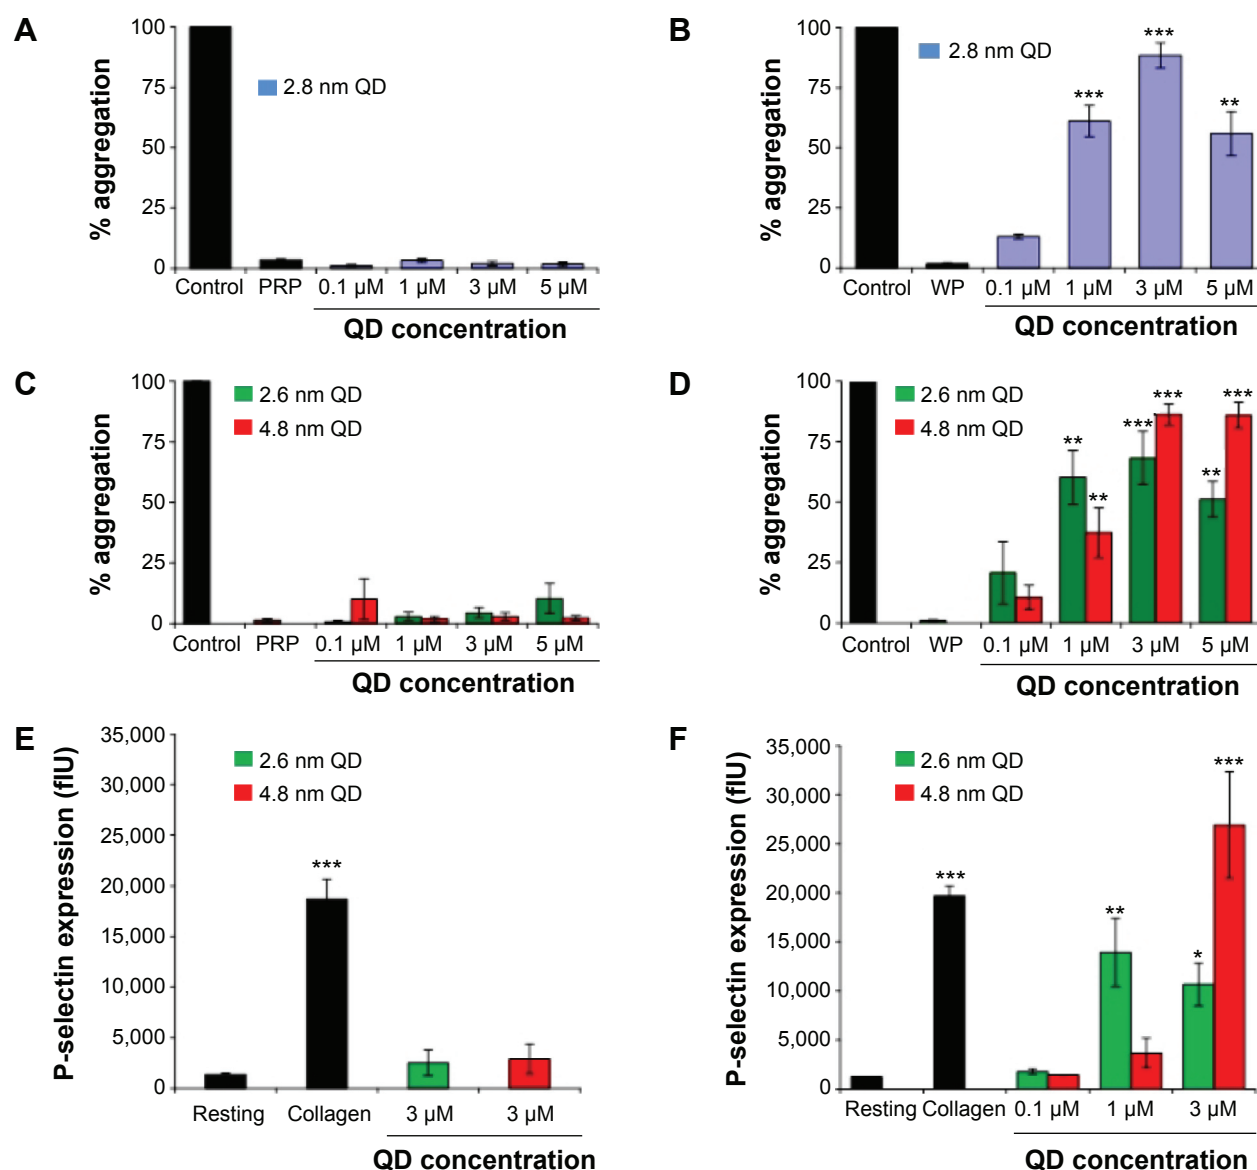 A
% aggregation
100
75
50
25
0
2.8 nm QD
Control PRP 0.1 µM 1 µM 3 µM 5 µM
QD concentration
B
% aggregation
100
75
50
25
0
2.8 nm QD
***
***
**
Control WP 0.1 µM 1 µM 3 µM 5 µM
QD concentration
C
% aggregation
100
75
50
25
0
2.6 nm QD
4.8 nm QD
Control PRP 0.1 µM 1 µM 3 µM 5 µM
QD concentration
D
% aggregation
100
75
50
25
0
2.6 nm QD
4.8 nm QD
**
**
***
***
**
***
Control WP 0.1 µM 1 µM 3 µM 5 µM
QD concentration
E
P-selectin expression (flU)
35,000
30,000
25,000
20,000
15,000
10,000
5,000
0
2.6 nm QD
4.8 nm QD
***
Resting Collagen 3 µM 3 µM
QD concentration
F
P-selectin expression (flU)
35,000
30,000
25,000
20,000
15,000
10,000
5,000
0
2.6 nm QD
4.8 nm QD
***
**
*
***
Resting Collagen 0.1 µM 1 µM 3 µM
QD concentration